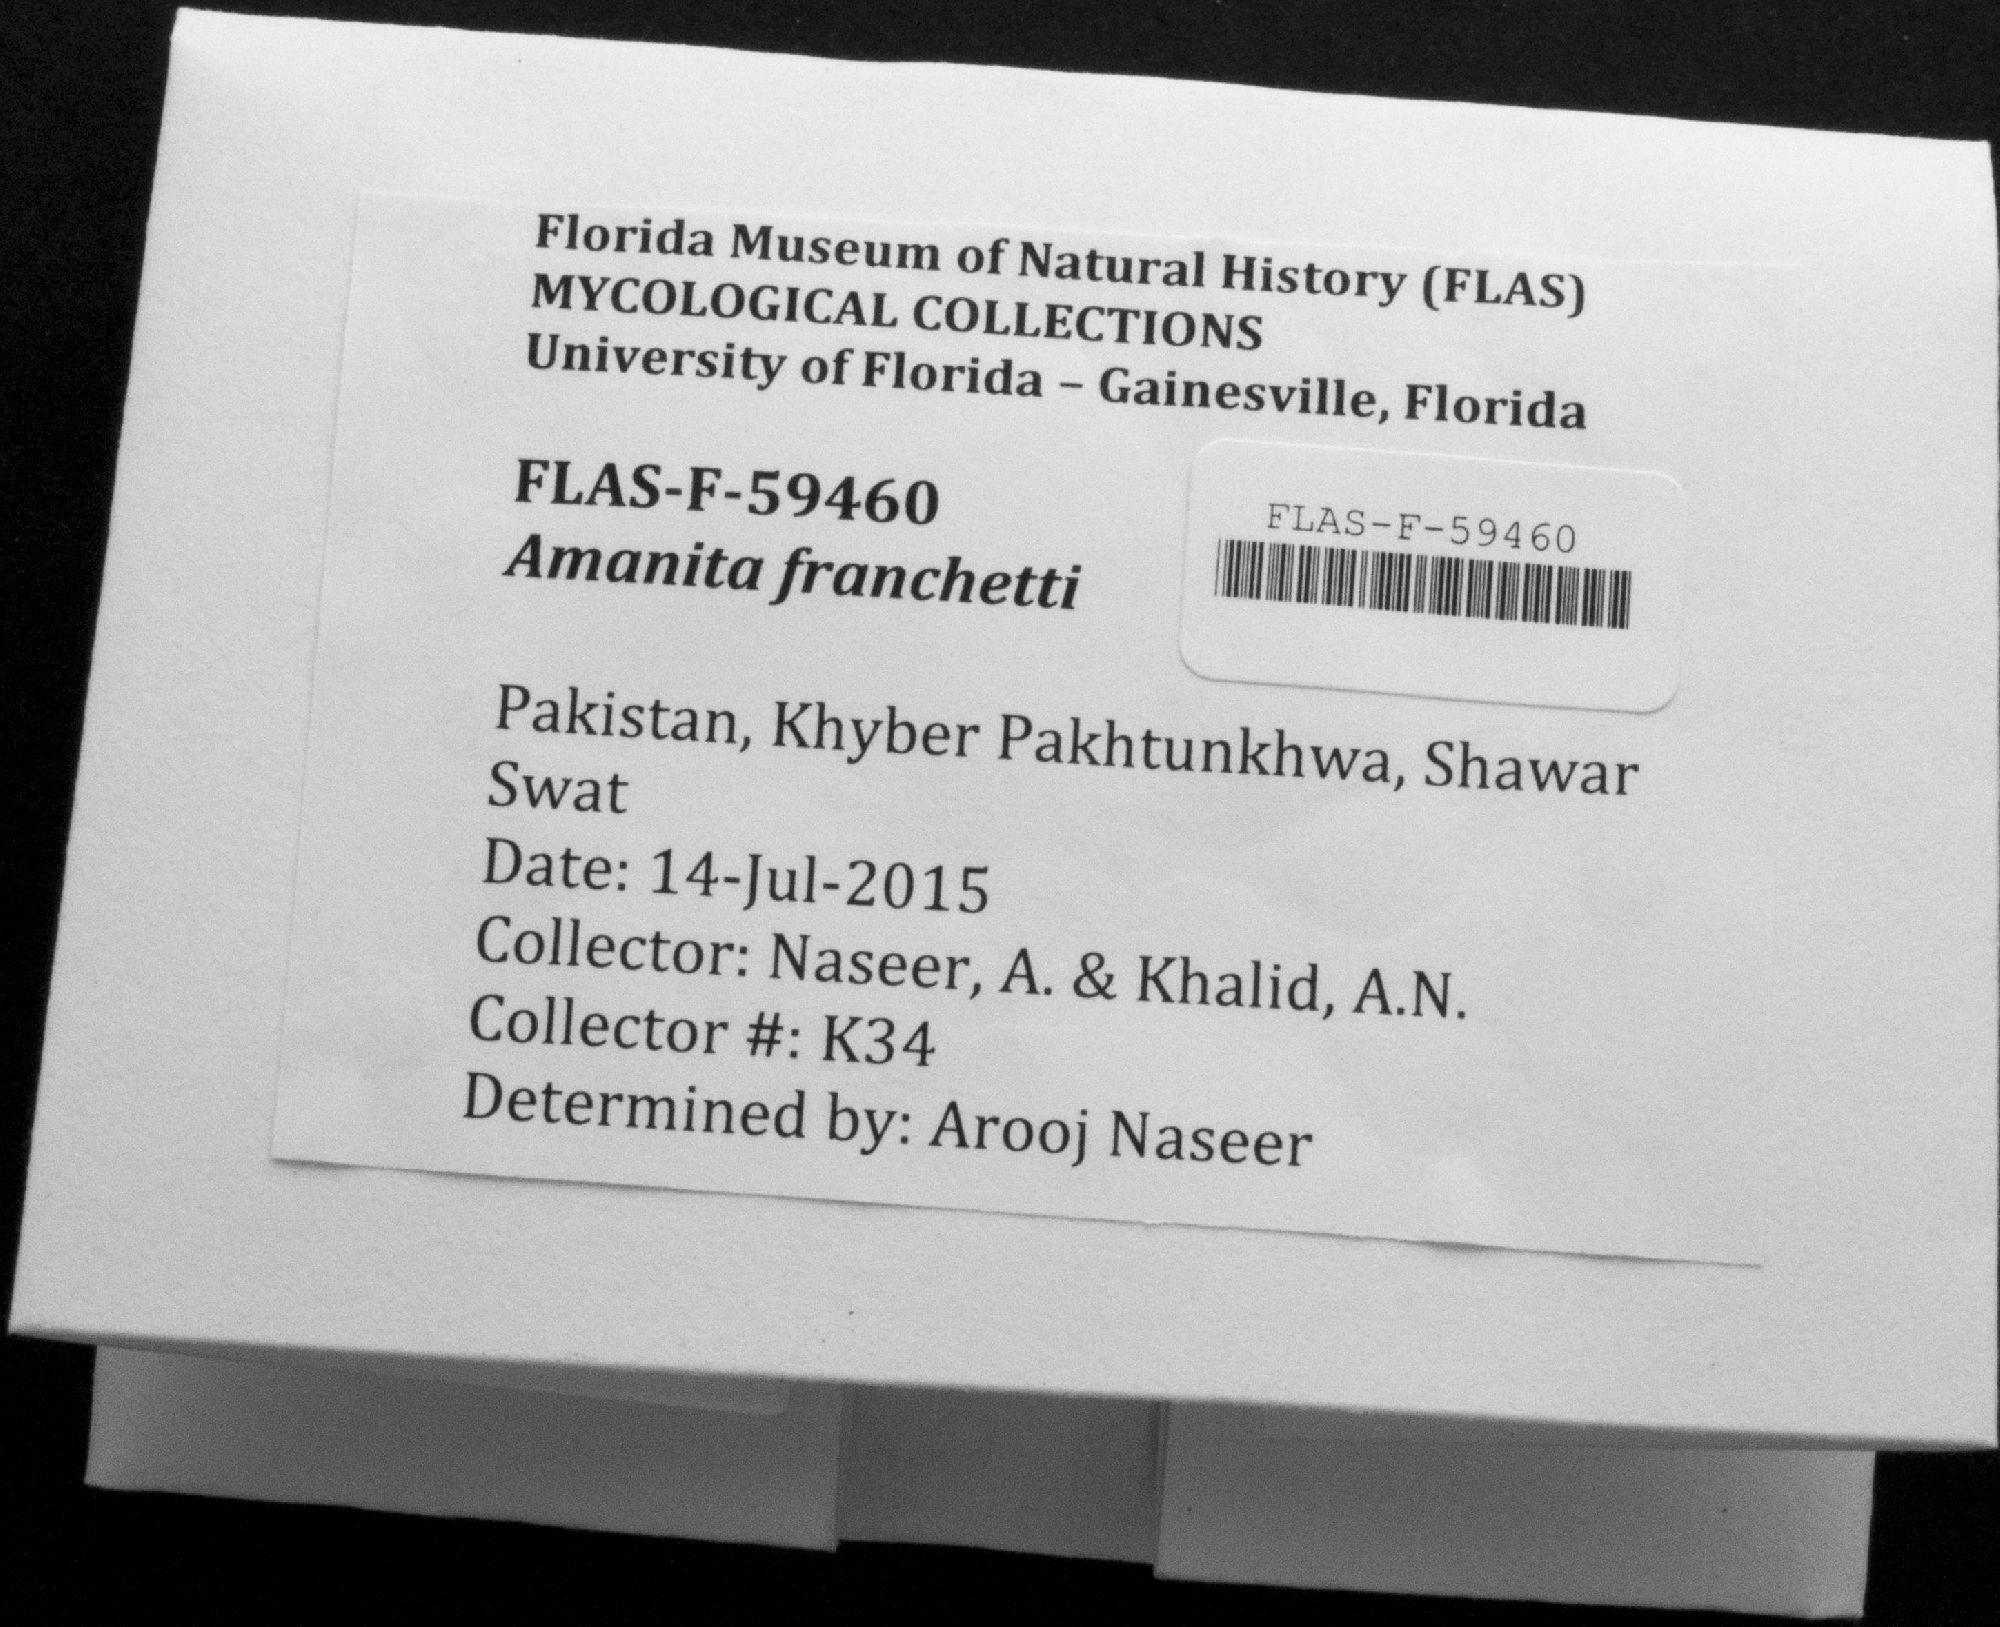 Florida Museum of Natural History (FLAS)
MYCOLOGICAL COLLECTIONS
University of Florida – Gainesville, Florida
FLAS-F-59460
Amanita franchetti
FLAS-F-59460
Pakistan, Khyber Pakhtunkhwa, Shawar
Swat
Date: 14-Jul-2015
Collector: Naseer, A. & Khalid, A.N.
Collector #: K34
Determined by: Arooj Naseer